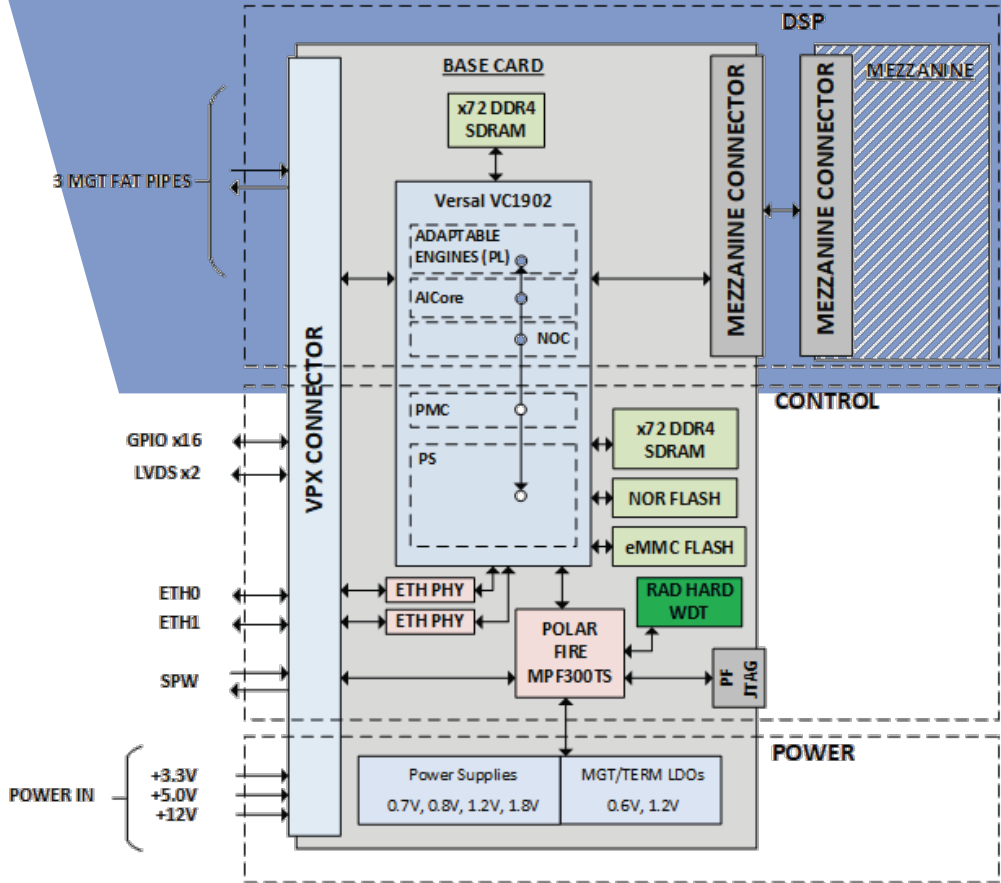 DSP
BASE CARD
MEZZANINE
x72 DDR4
SDRAM
MEZZANINE CONNECTOR
MEZZANINE CONNECTOR
3 MGT FAT PIPES
Versal VC1902
ADAPTABLE
ENGINES (PL)
AICore
NOC
VPX CONNECTOR
CONTROL
PMC
GPIO x16
x72 DDR4
SDRAM
LVDS x2
PS
NOR FLASH
eMMC FLASH
ETH0
ETH PHY
RAD HARD
WDT
ETH1
ETH PHY
POLAR
FIRE
MPF300TS
SPW
PF
JTAG
POWER
POWER IN
+3.3V
+5.0V
+12V
Power Supplies
0.7V, 0.8V, 1.2V, 1.8V
MGT/TERM LDOs
0.6V, 1.2V